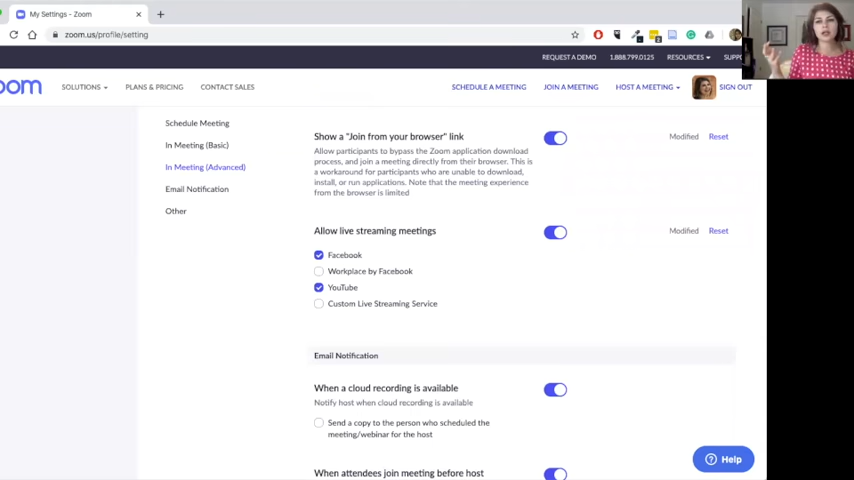 My Settings - Zoom
zoom.us/profile/setting
REQUEST A DEMO 1.888.799.0125 RESOURCES SUPPO
oom SOLUTIONS PLANS & PRICING CONTACT SALES SCHEDULE A MEETING JOIN A MEETING HOST A MEETING SIGN OUT
Schedule Meeting
In Meeting (Basic)
In Meeting (Advanced)
Email Notification
Other
Show a "Join from your browser" link Modified Reset
Allow participants to bypass the Zoom application download
process, and join a meeting directly from their browser. This is
a workaround for participants who are unable to download,
install, or run applications. Note that the meeting experience
from the browser is limited
Allow live streaming meetings Modified Reset
Facebook
Workplace by Facebook
YouTube
Custom Live Streaming Service
Email Notification
When a cloud recording is available
Notify host when cloud recording is available
Send a copy to the person who scheduled the
meeting/webinar for the host
When attendees join meeting before host
Help